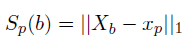 S_p(b) = ||X_b − x_p||_1